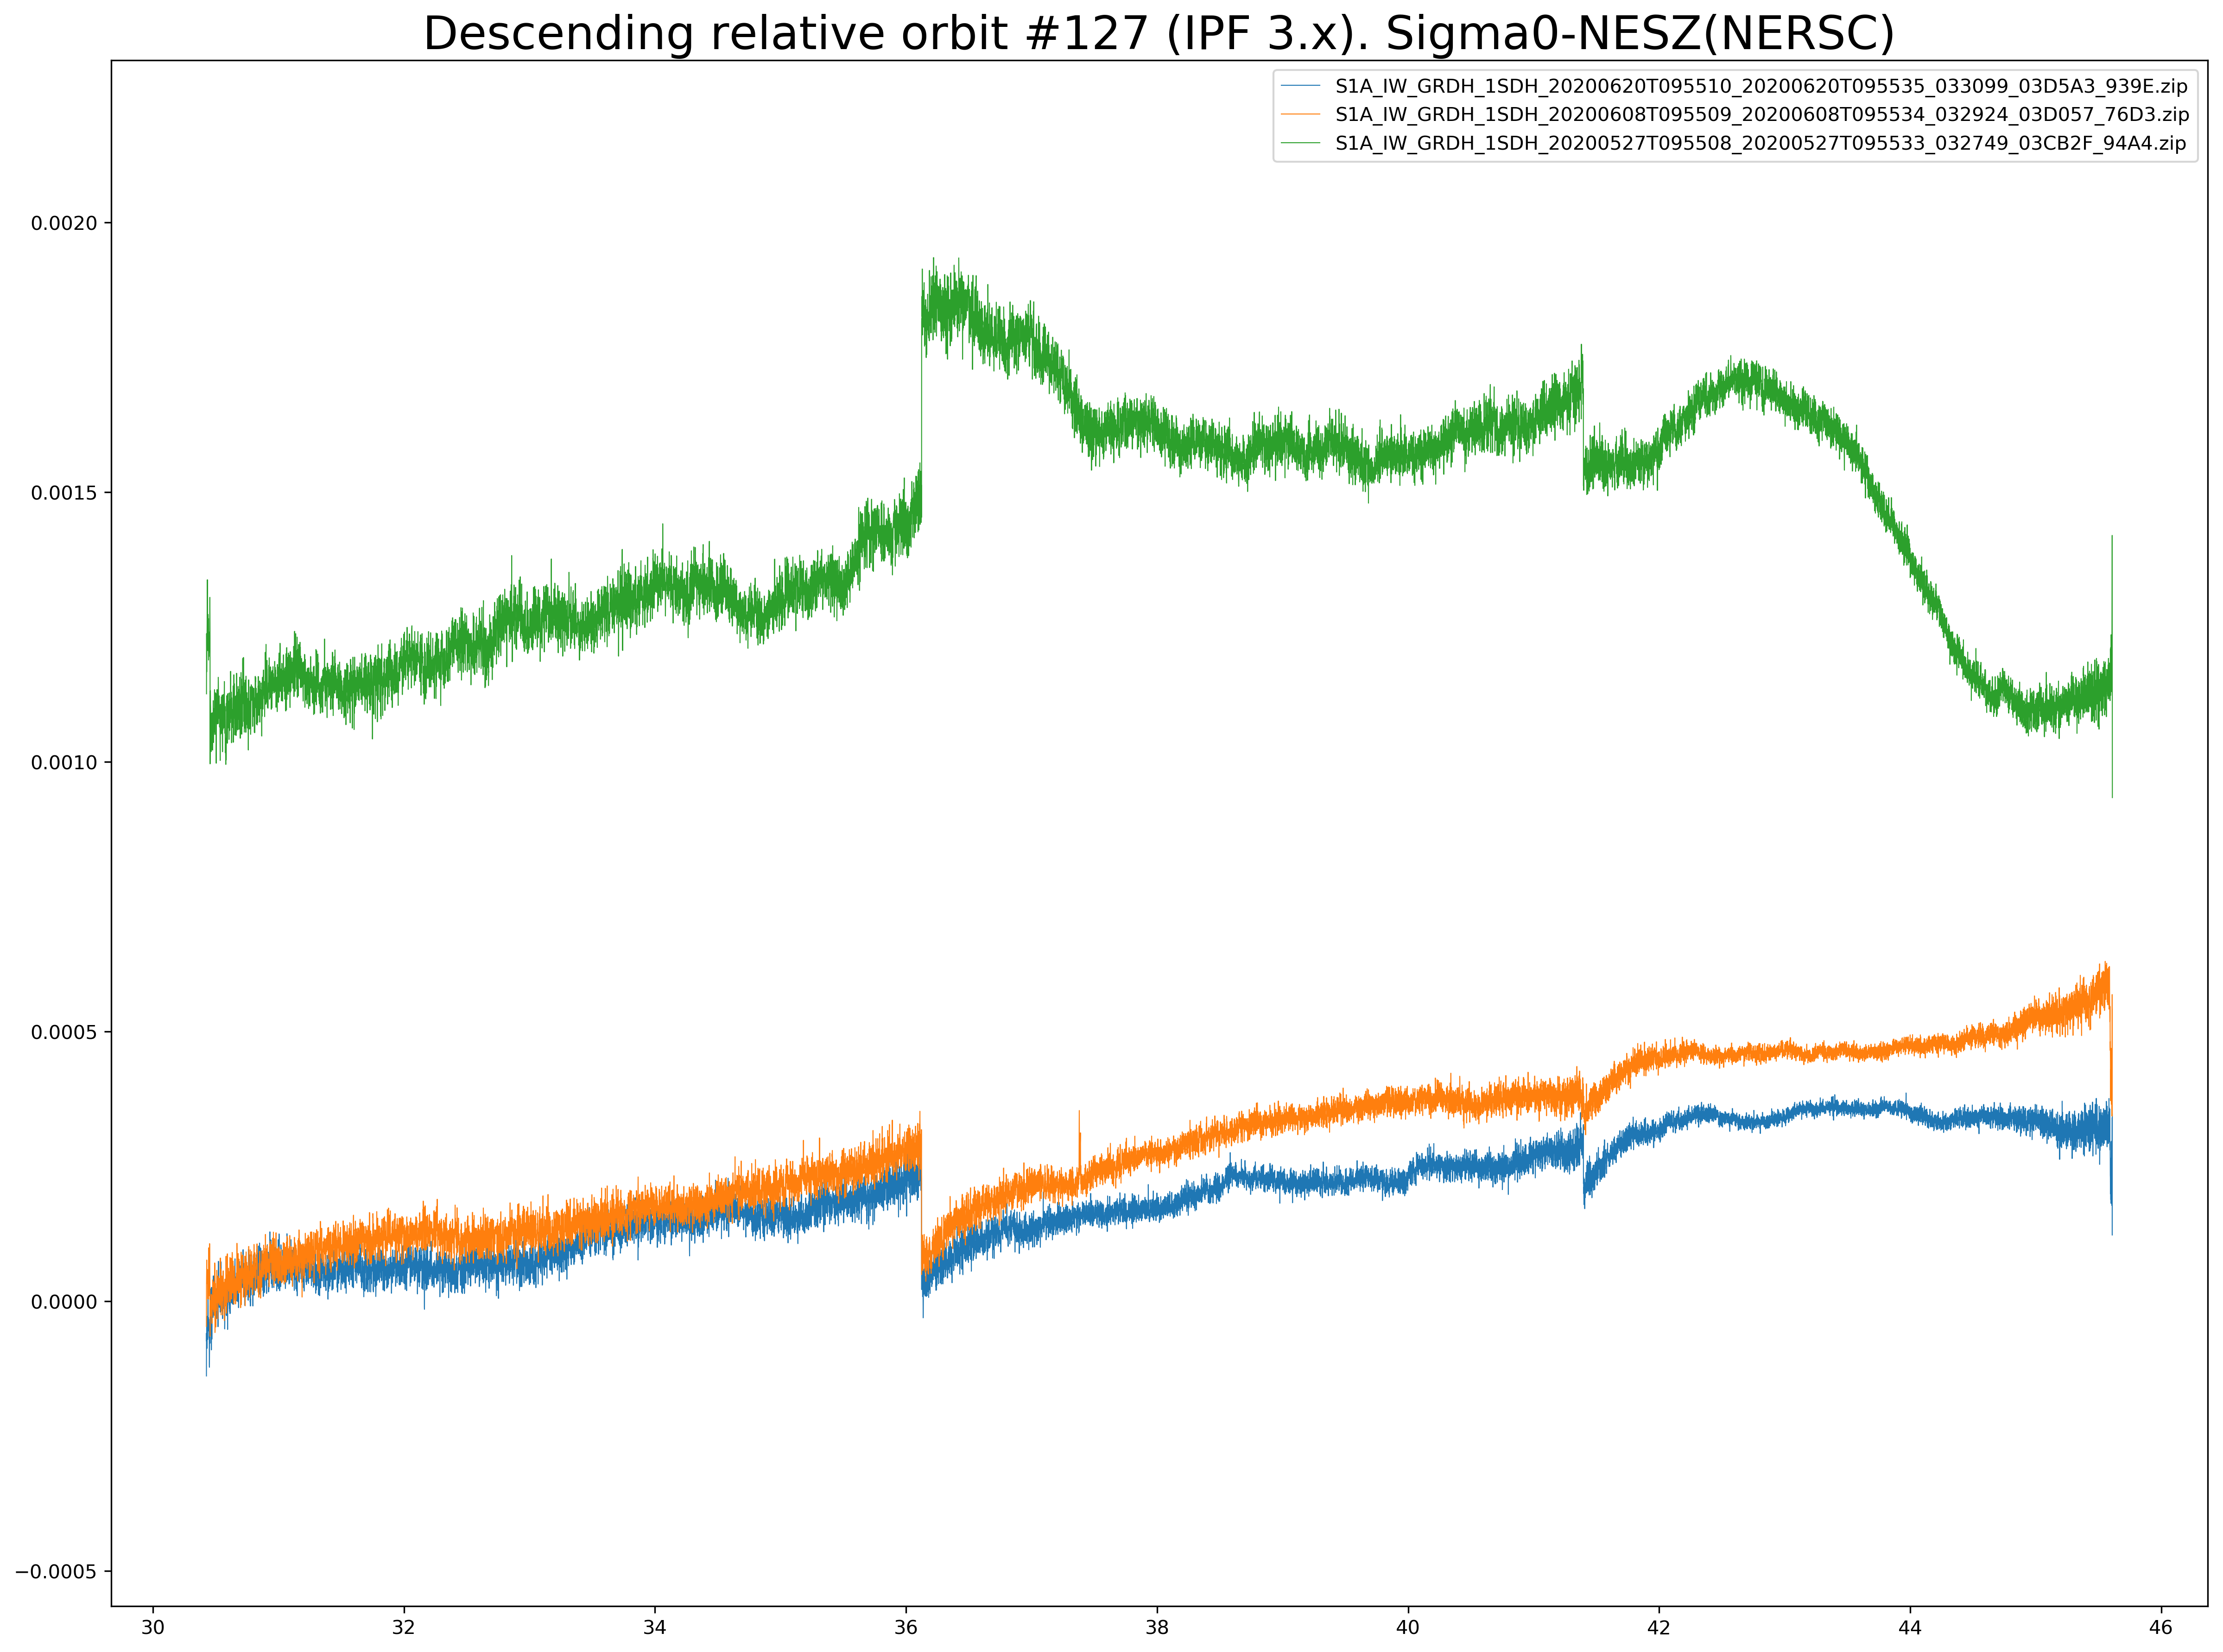 Descending relative orbit #127 (IPF 3.x). Sigma0-NESZ(NERSC)
S1A_IW_GRDH_1SDH_20200620T095510_20200620T095535_033099_03D5A3_939E.zip
S1A_IW_GRDH_1SDH_20200608T095509_20200608T095534_032924_03D057_76D3.zip
S1A_IW_GRDH_1SDH_20200527T095508_20200527T095533_032749_03CB2F_94A4.zip
0.0020
0.0015
0.0010
0.0005
0.0000
−0.0005
30 32 34 36 38 40 42 44 46